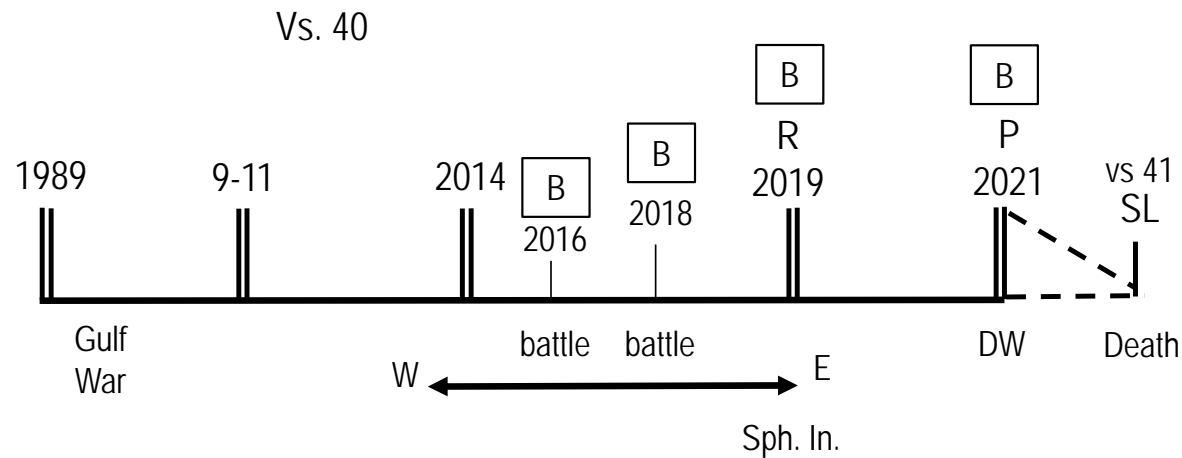 Vs. 40
B
B
B
R
P
B
1989
9-11
2014
B
2019
2021
vs 41
2018
SL
2016
Gulf
War
battle
battle
DW
Death
W
E
Sph. In.